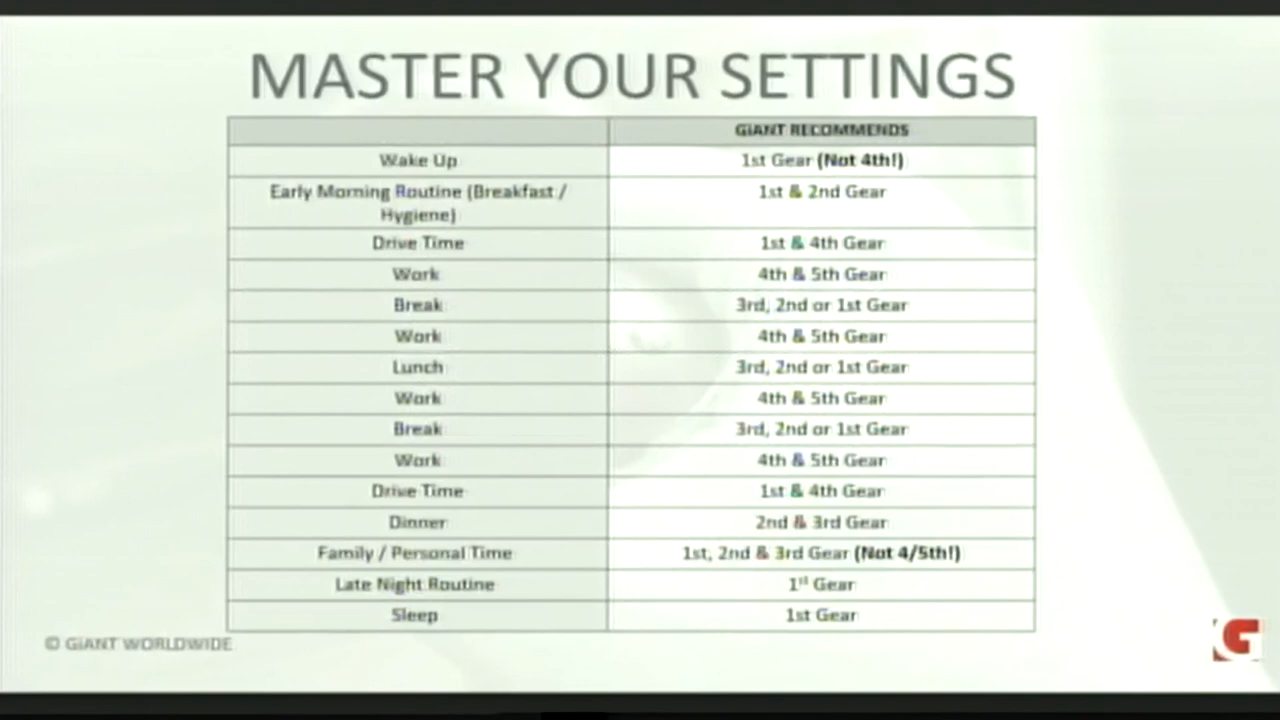 MASTER YOUR SETTINGS
GiANT RECOMMENDS
Wake Up 1st Gear (Not 4th!)
Early Morning Routine (Breakfast / 1st & 2nd Gear
Hygiene)
Drive Time 1st & 4th Gear
Work 4th & 5th Gear
Break 3rd, 2nd or 1st Gear
Work 4th & 5th Gear
Lunch 3rd, 2nd or 1st Gear
Work 4th & 5th Gear
Break 3rd, 2nd or 1st Gear
Work 4th & 5th Gear
Drive Time 1st & 4th Gear
Dinner 2nd & 3rd Gear
Family / Personal Time 1st, 2nd & 3rd Gear (Not 4/5th!)
Late Night Routine 1st Gear
Sleep 1st Gear
© GiANT WORLDWIDE
G